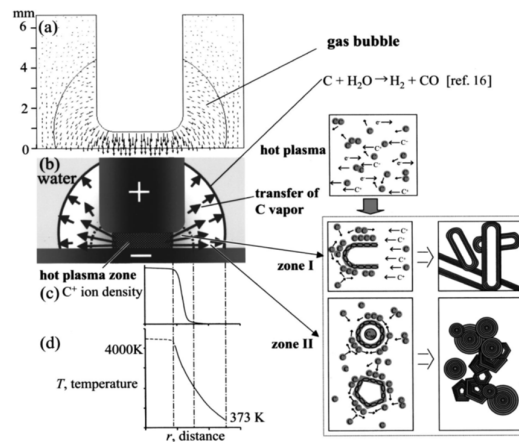 mm
6
(a)
4
2
0
gas bubble
C + H₂O → H₂ + CO [ref. 16]
hot plasma
e⁻
C⁺
(b)
water
+
transfer of
C vapor
hot plasma zone
−
zone I
C⁺
C⁺
C⁺
zone II
(c)
C⁺ ion density
(d)
4000K
T, temperature
373 K
r, distance